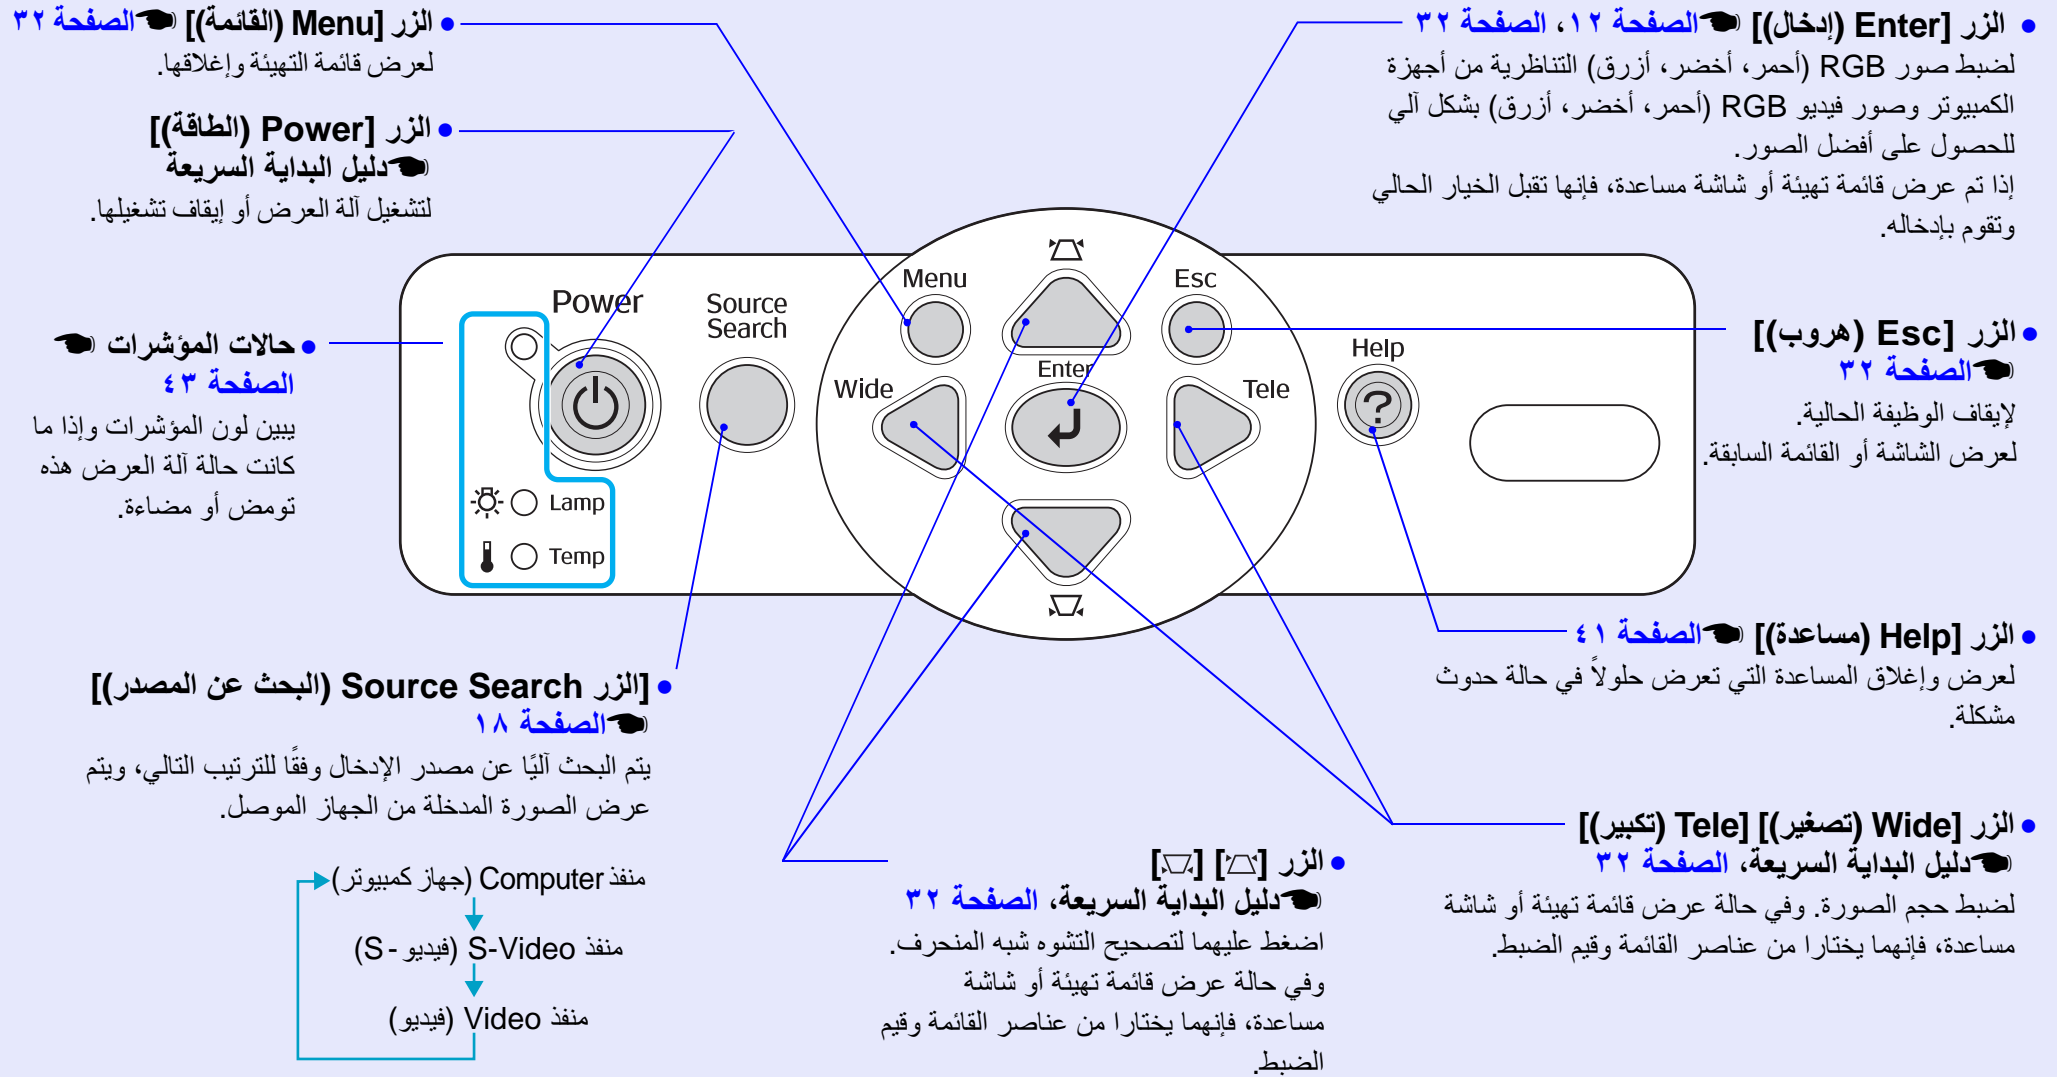 ● الزر [Enter (إدخال)] ☞الصفحة ١٢، الصفحة ٣٢
لضبط صور RGB (أحمر، أخضر، أزرق) التناظرية من أجهزة
الكمبيوتر وصور فيديو RGB (أحمر، أخضر، أزرق) بشكل آلي
للحصول على أفضل الصور.
إذا تم عرض قائمة تهيئة أو شاشة مساعدة، فإنها تقبل الخيار الحالي
وتقوم بإدخاله.
● الزر [Menu (القائمة)] ☞الصفحة ٣٢
لعرض قائمة التهيئة وإغلاقها.
● الزر [Power (الطاقة)]
☞دليل البداية السريعة
لتشغيل آلة العرض أو إيقاف تشغيلها.
● حالات المؤشرات ☞
الصفحة ٤٣
يبين لون المؤشرات وإذا ما
كانت حالة آلة العرض هذه
تومض أو مضاءة.
Power
Source
Search
Menu
Esc
Help
Wide
Enter
Tele
?
Lamp
Temp
● الزر [Esc (هروب)]
☞الصفحة ٣٢
لإيقاف الوظيفة الحالية.
لعرض الشاشة أو القائمة السابقة.
● الزر [Help (مساعدة)] ☞الصفحة ٤١
لعرض وإغلاق المساعدة التي تعرض حلولاً في حالة حدوث
مشكلة.
● الزر [Wide (تصغير)] [Tele (تكبير)]
☞دليل البداية السريعة، الصفحة ٣٢
لضبط حجم الصورة. وفي حالة عرض قائمة تهيئة أو شاشة
مساعدة، فإنهما يختارا من عناصر القائمة وقيم الضبط.
● الزر [] []
☞دليل البداية السريعة، الصفحة ٣٢
اضغط عليهما لتصحيح التشوه شبه المنحرف.
وفي حالة عرض قائمة تهيئة أو شاشة
مساعدة، فإنهما يختارا من عناصر القائمة وقيم
الضبط.
● [الزر Source Search (البحث عن المصدر)]
☞الصفحة ١٨
يتم البحث آليًا عن مصدر الإدخال وفقًا للترتيب التالي، ويتم
عرض الصورة المدخلة من الجهاز الموصل.
منفذ Computer (جهاز كمبيوتر)
منفذ S-Video (فيديو - S)
منفذ Video (فيديو)